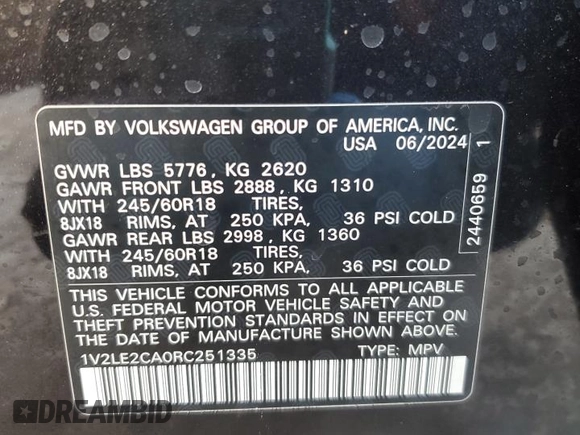 MFD BY VOLKSWAGEN GROUP OF AMERICA, INC.
USA 06/2024
GVWR LBS 5776, KG 2620
GAWR FRONT LBS 2888, KG 1310
WITH 245/60R18 TIRES,
8JX18 RIMS, AT 250 KPA, 36 PSI COLD
GAWR REAR LBS 2998, KG 1360
WITH 245/60R18 TIRES,
8JX18 RIMS, AT 250 KPA, 36 PSI COLD
THIS VEHICLE CONFORMS TO ALL APPLICABLE
U.S. FEDERAL MOTOR VEHICLE SAFETY AND
THEFT PREVENTION STANDARDS IN EFFECT ON
THE DATE OF MANUFACTURE SHOWN ABOVE.
1V2LE2CA0RC251335 TYPE: MPV
2440659 1
DREAMBID